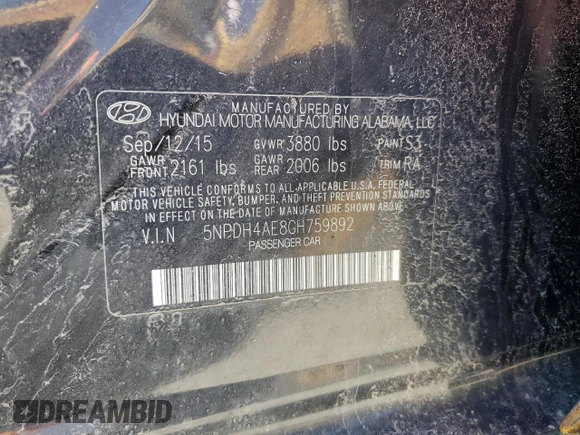 MANUFACTURED BY
HYUNDAI MOTOR MANUFACTURING ALABAMA, LLC
Sep/12/15 GVWR 3880 lbs PAINT S3
GAWR FRONT 2161 lbs GAWR REAR 2006 lbs TRIM RA
THIS VEHICLE CONFORMS TO ALL APPLICABLE U.S.A. FEDERAL
MOTOR VEHICLE SAFETY, BUMPER, AND THEFT PREVENTION
STANDARDS IN EFFECT ON THE DATE OF MANUFACTURE SHOWN ABOVE.
V.I.N 5NPDH4AE8GH759892
PASSENGER CAR
DREAMBID